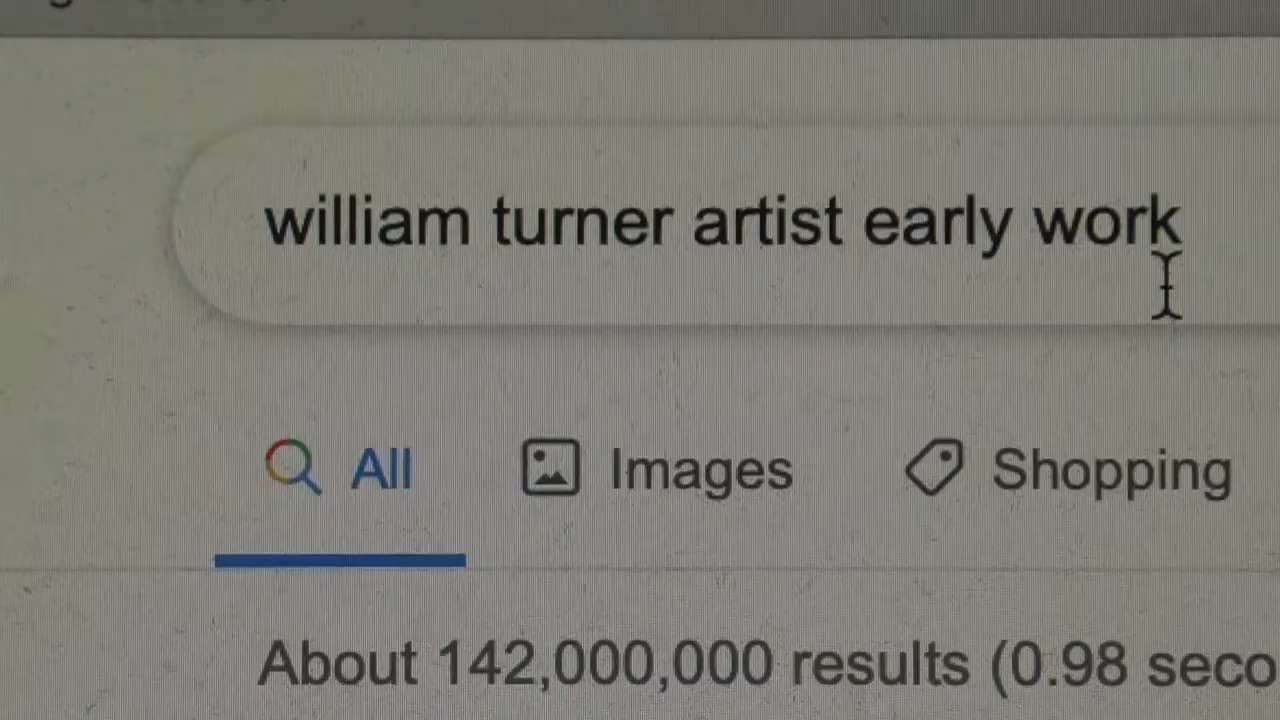 william turner artist early work
All Images Shopping
About 142,000,000 results (0.98 seco